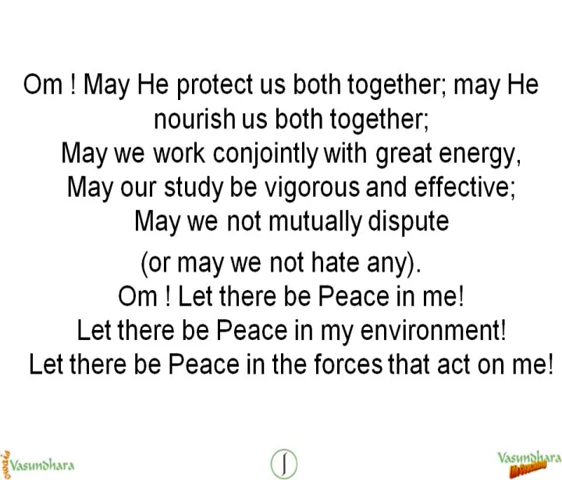 Om ! May He protect us both together; may He
nourish us both together;
May we work conjointly with great energy,
May our study be vigorous and effective;
May we not mutually dispute
(or may we not hate any).
Om ! Let there be Peace in me!
Let there be Peace in my environment!
Let there be Peace in the forces that act on me!
Vasundhara
Vasundhara